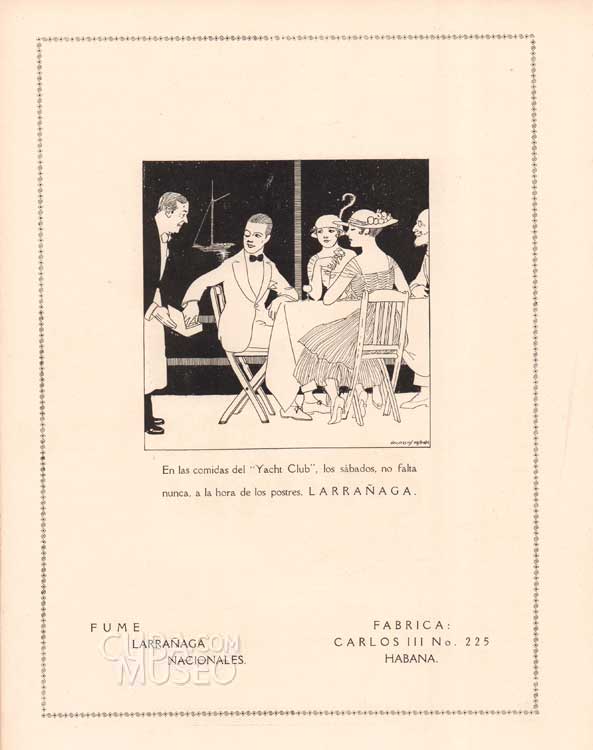 En las comidas del "Yacht Club", los sábados, no falta
nunca, a la hora de los postres, LARRAÑAGA.
FUME
LARRAÑAGA
NACIONALES.
FABRICA:
CARLOS III No. 225
HABANA.
CUBA
MUSEO
.COM